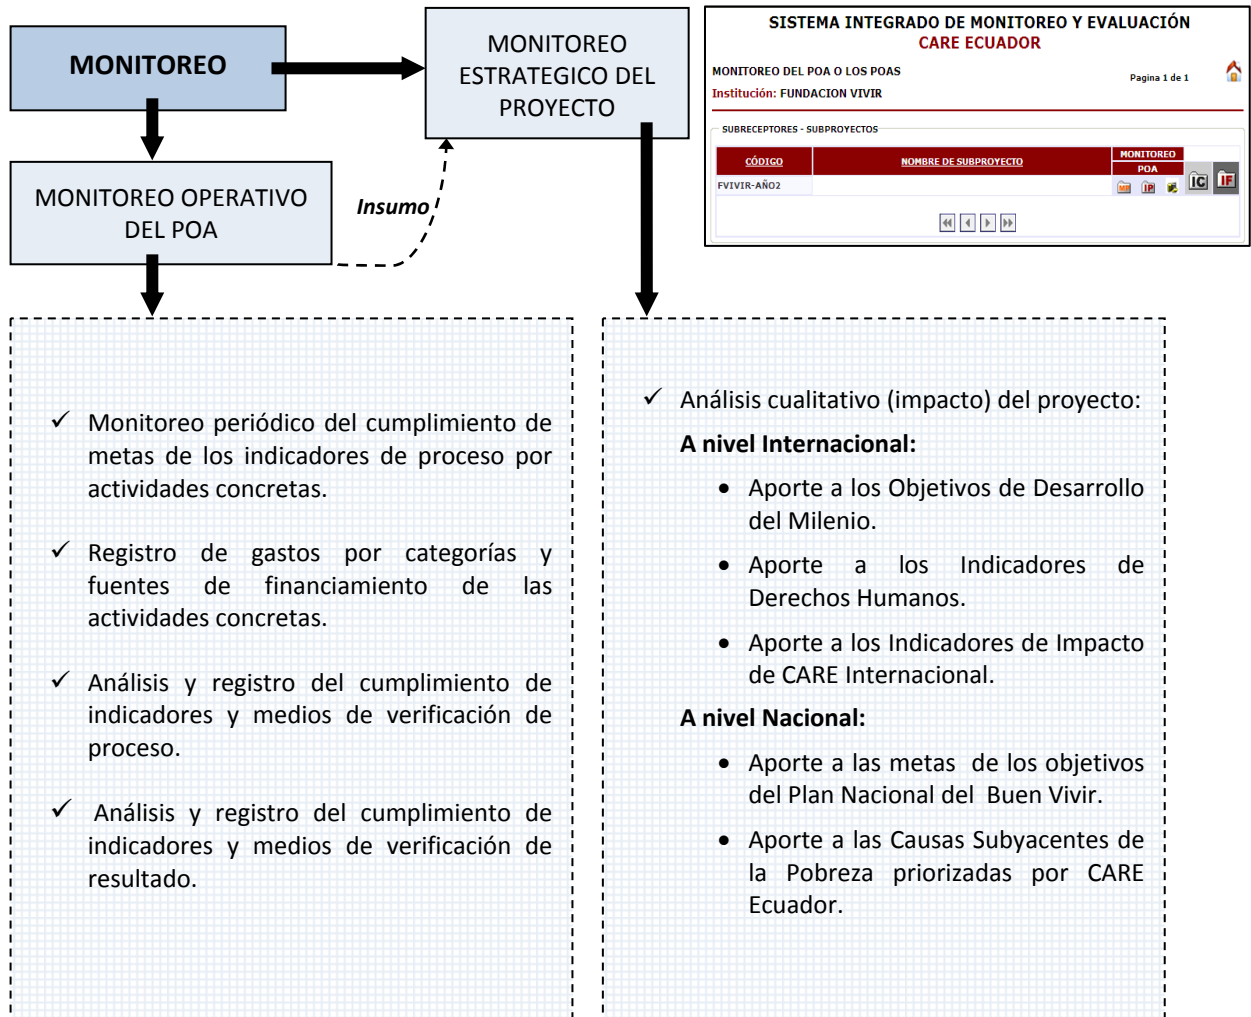 MONITOREO
MONITOREO
ESTRATEGICO DEL
PROYECTO
MONITOREO OPERATIVO
DEL POA
Insumo
SISTEMA INTEGRADO DE MONITOREO Y EVALUACIÓN
CARE ECUADOR
MONITOREO DEL POA O LOS POAS
Pagina 1 de 1
Institución: FUNDACION VIVIR
SUBRECEPTORES - SUBPROYECTOS
CÓDIGO
NOMBRE DE SUBPROYECTO
MONITOREO
POA
FVIVIR-AÑO2
MR
IP
IC
IF
✓ Monitoreo periódico del cumplimiento de
metas de los indicadores de proceso por
actividades concretas.
✓ Registro de gastos por categorías y
fuentes de financiamiento de las
actividades concretas.
✓ Análisis y registro del cumplimiento de
indicadores y medios de verificación de
proceso.
✓ Análisis y registro del cumplimiento de
indicadores y medios de verificación de
resultado.
✓ Análisis cualitativo (impacto) del proyecto:
A nivel Internacional:
• Aporte a los Objetivos de Desarrollo
del Milenio.
• Aporte a los Indicadores de
Derechos Humanos.
• Aporte a los Indicadores de Impacto
de CARE Internacional.
A nivel Nacional:
• Aporte a las metas de los objetivos
del Plan Nacional del Buen Vivir.
• Aporte a las Causas Subyacentes de
la Pobreza priorizadas por CARE
Ecuador.